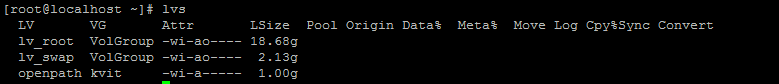 [root@localhost ~]# lvs
  LV       VG       Attr       LSize  Pool Origin Data%  Meta%  Move Log Cpy%Sync Convert
  lv_root  VolGroup -wi-ao---- 18.68g
  lv_swap  VolGroup -wi-ao----  2.13g
  openpath kvit     -wi-a-----  1.00g